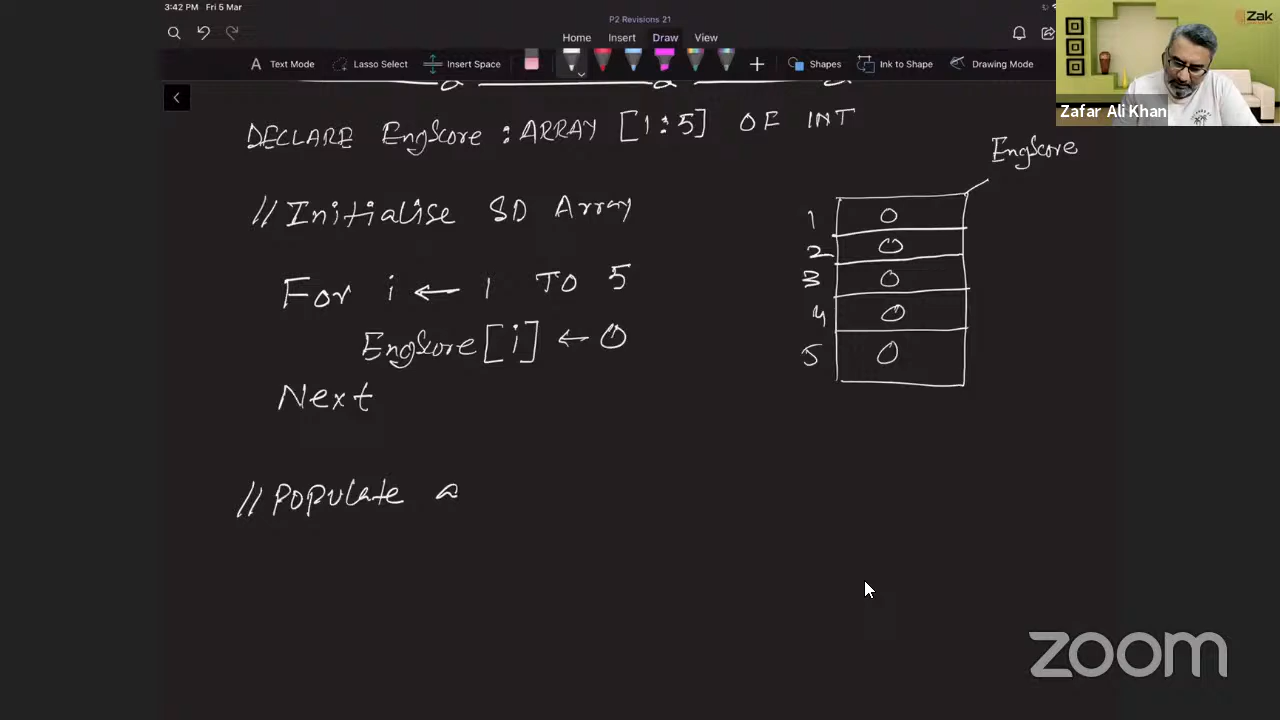 3:42 PM Fri 5 Mar
P2 Revisions 21
Home Insert Draw View
Text Mode Lasso Select Insert Space Shapes Ink to Shape Drawing Mode
Zak
Zafar Ali Khan
DECLARE EngScore : ARRAY [1:5] OF INT
EngScore
// Initialise SD Array
For i ← 1 TO 5
EngScore[i] ← 0
Next
1 0
2 0
3 0
4 0
5 0
// Populate a
zoom